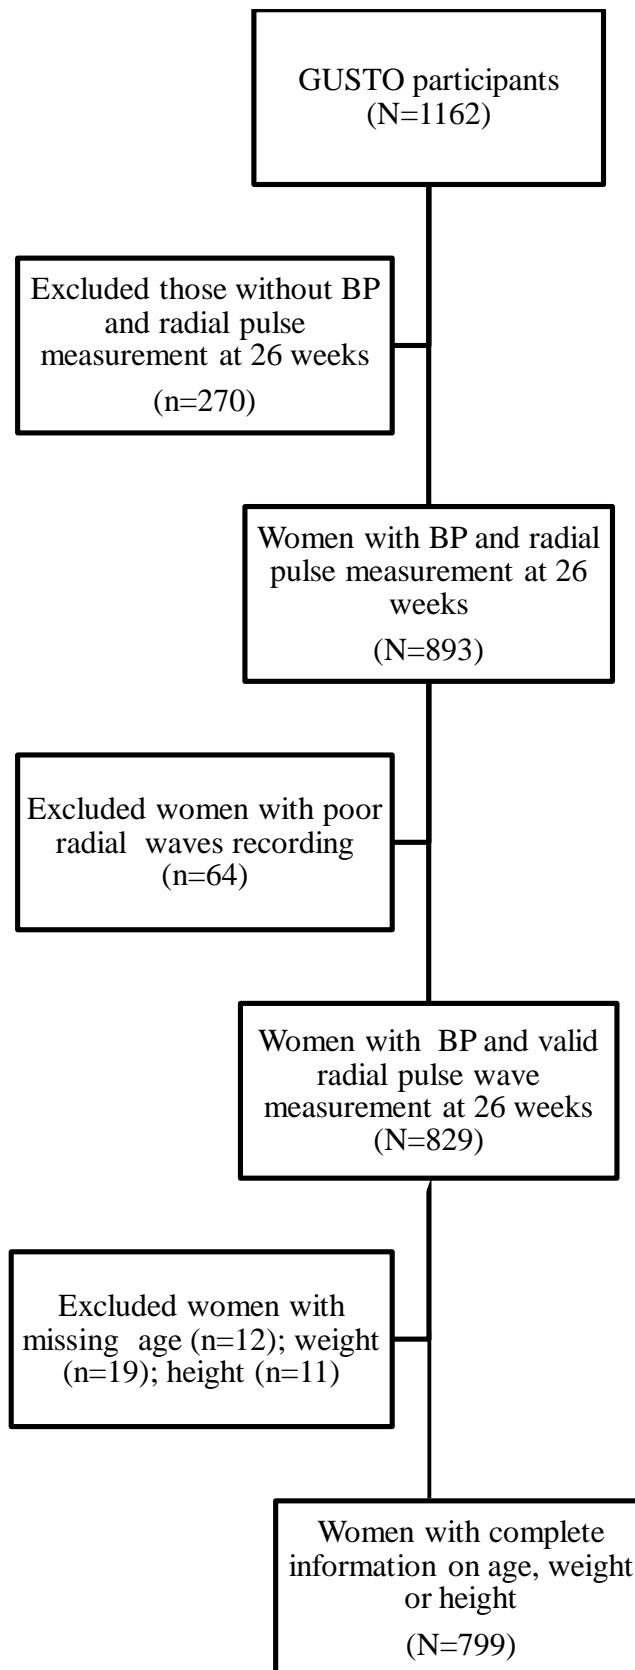 GUSTO participants
(N=1162)
Excluded those without BP
and radial pulse
measurement at 26 weeks
(n=270)
Women with BP and radial
pulse measurement at 26
weeks
(N=893)
Excluded women with poor
radial waves recording
(n=64)
Women with BP and valid
radial pulse wave
measurement at 26 weeks
(N=829)
Excluded women with
missing age (n=12); weight
(n=19); height (n=11)
Women with complete
information on age, weight
or height
(N=799)